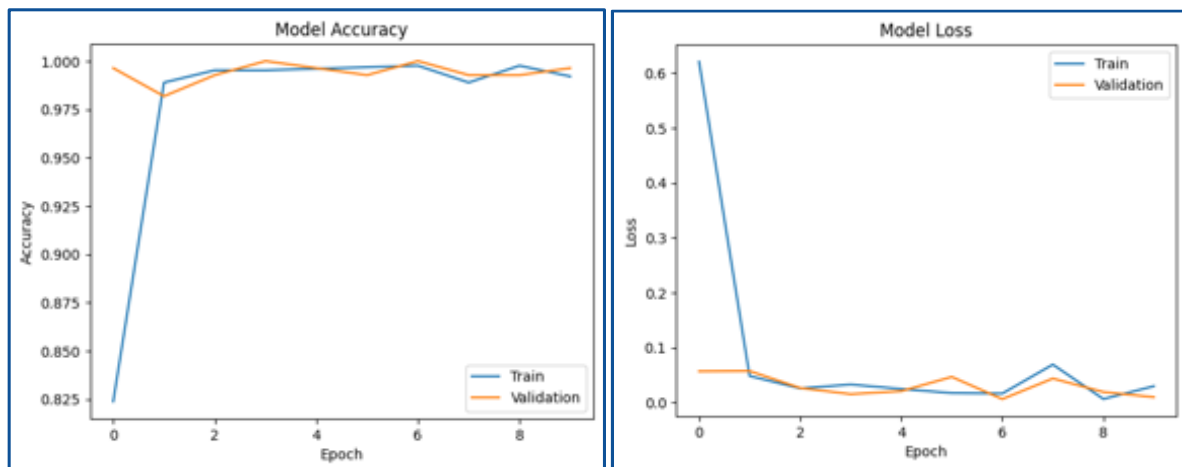 Model Accuracy
1.000
0.975
0.950
0.925
0.900
0.875
0.850
0.825
Accuracy
Train
Validation
0
2
4
6
8
Epoch
Model Loss
0.6
0.5
0.4
0.3
0.2
0.1
0.0
Loss
Train
Validation
0
2
4
6
8
Epoch